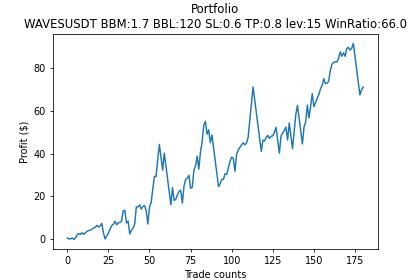 Portfolio
WAVESUSDT BBM:1.7 BBL:120 SL:0.6 TP:0.8 lev:15 WinRatio:66.0
Profit ($)
80
60
40
20
0
0 25 50 75 100 125 150 175
Trade counts